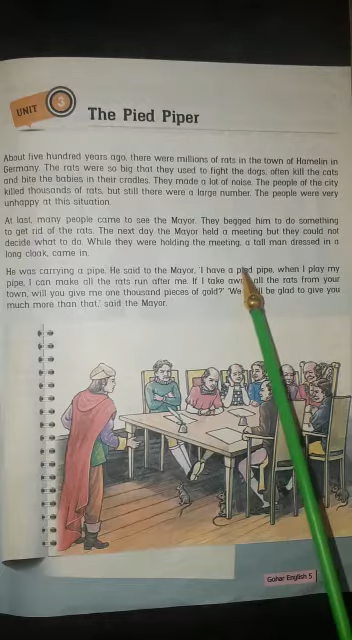 UNIT 3 The Pied Piper
About five hundred years ago, there were millions of rats in the town of Hamelin in
Germany. The rats were so big that they used to fight the dogs, often kill the cats
and bite the babies in their cradles. They made a lot of noise. The people of the city
killed thousands of rats, but still there were a large number. The people were very
unhappy at this situation.
At last, many people came to see the Mayor. They begged him to do something
to get rid of the rats. The next day the Mayor held a meeting but they could not
decide what to do. While they were holding the meeting, a tall man dressed in a
long cloak, came in.
He was carrying a pipe. He said to the Mayor, 'I have a pied pipe, when I play my
pipe, I can make all the rats run after me. If I take all the rats from your
town, will you give me one thousand pieces of gold?' 'We be glad to give you
much more than that,' said the Mayor.
Gohar English 5